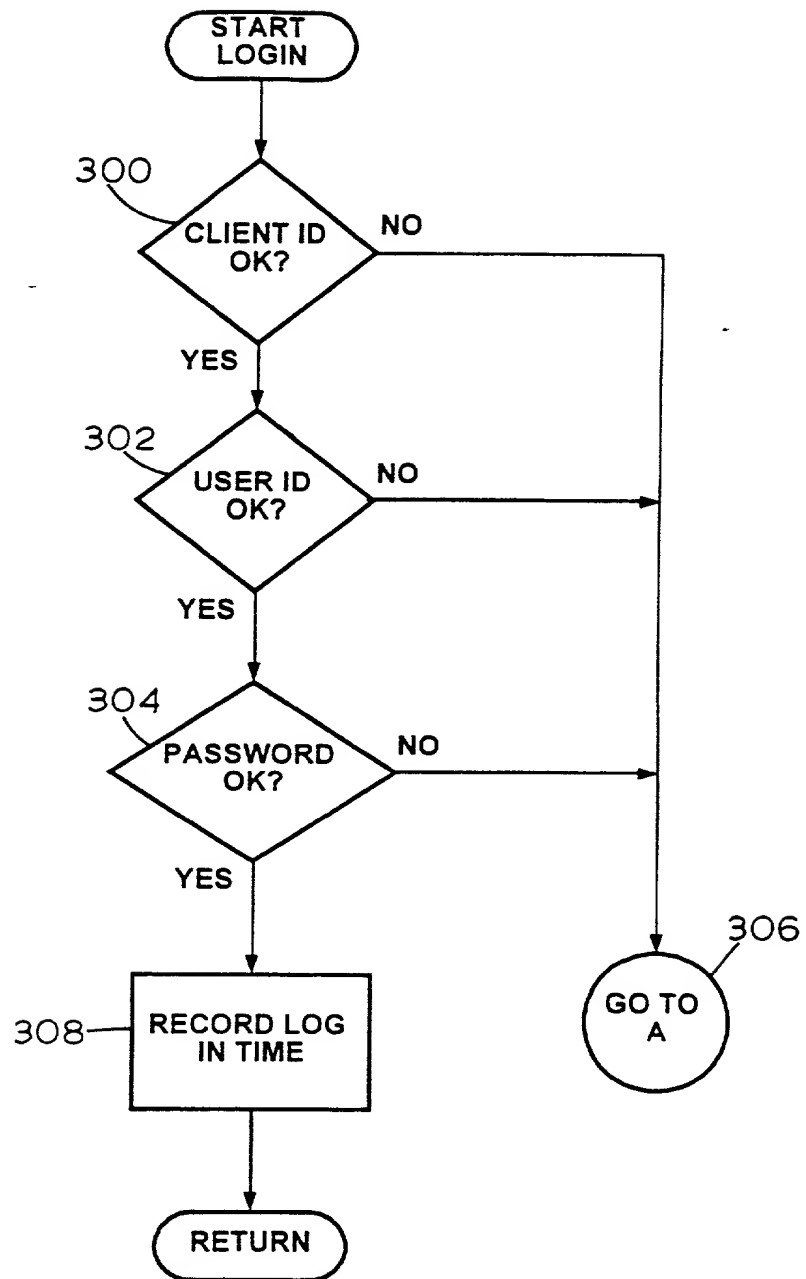 START
LOGIN
300
CLIENT ID
OK?
NO
YES
302
USER ID
OK?
NO
YES
304
PASSWORD
OK?
NO
YES
306
GO TO
A
308
RECORD LOG
IN TIME
RETURN